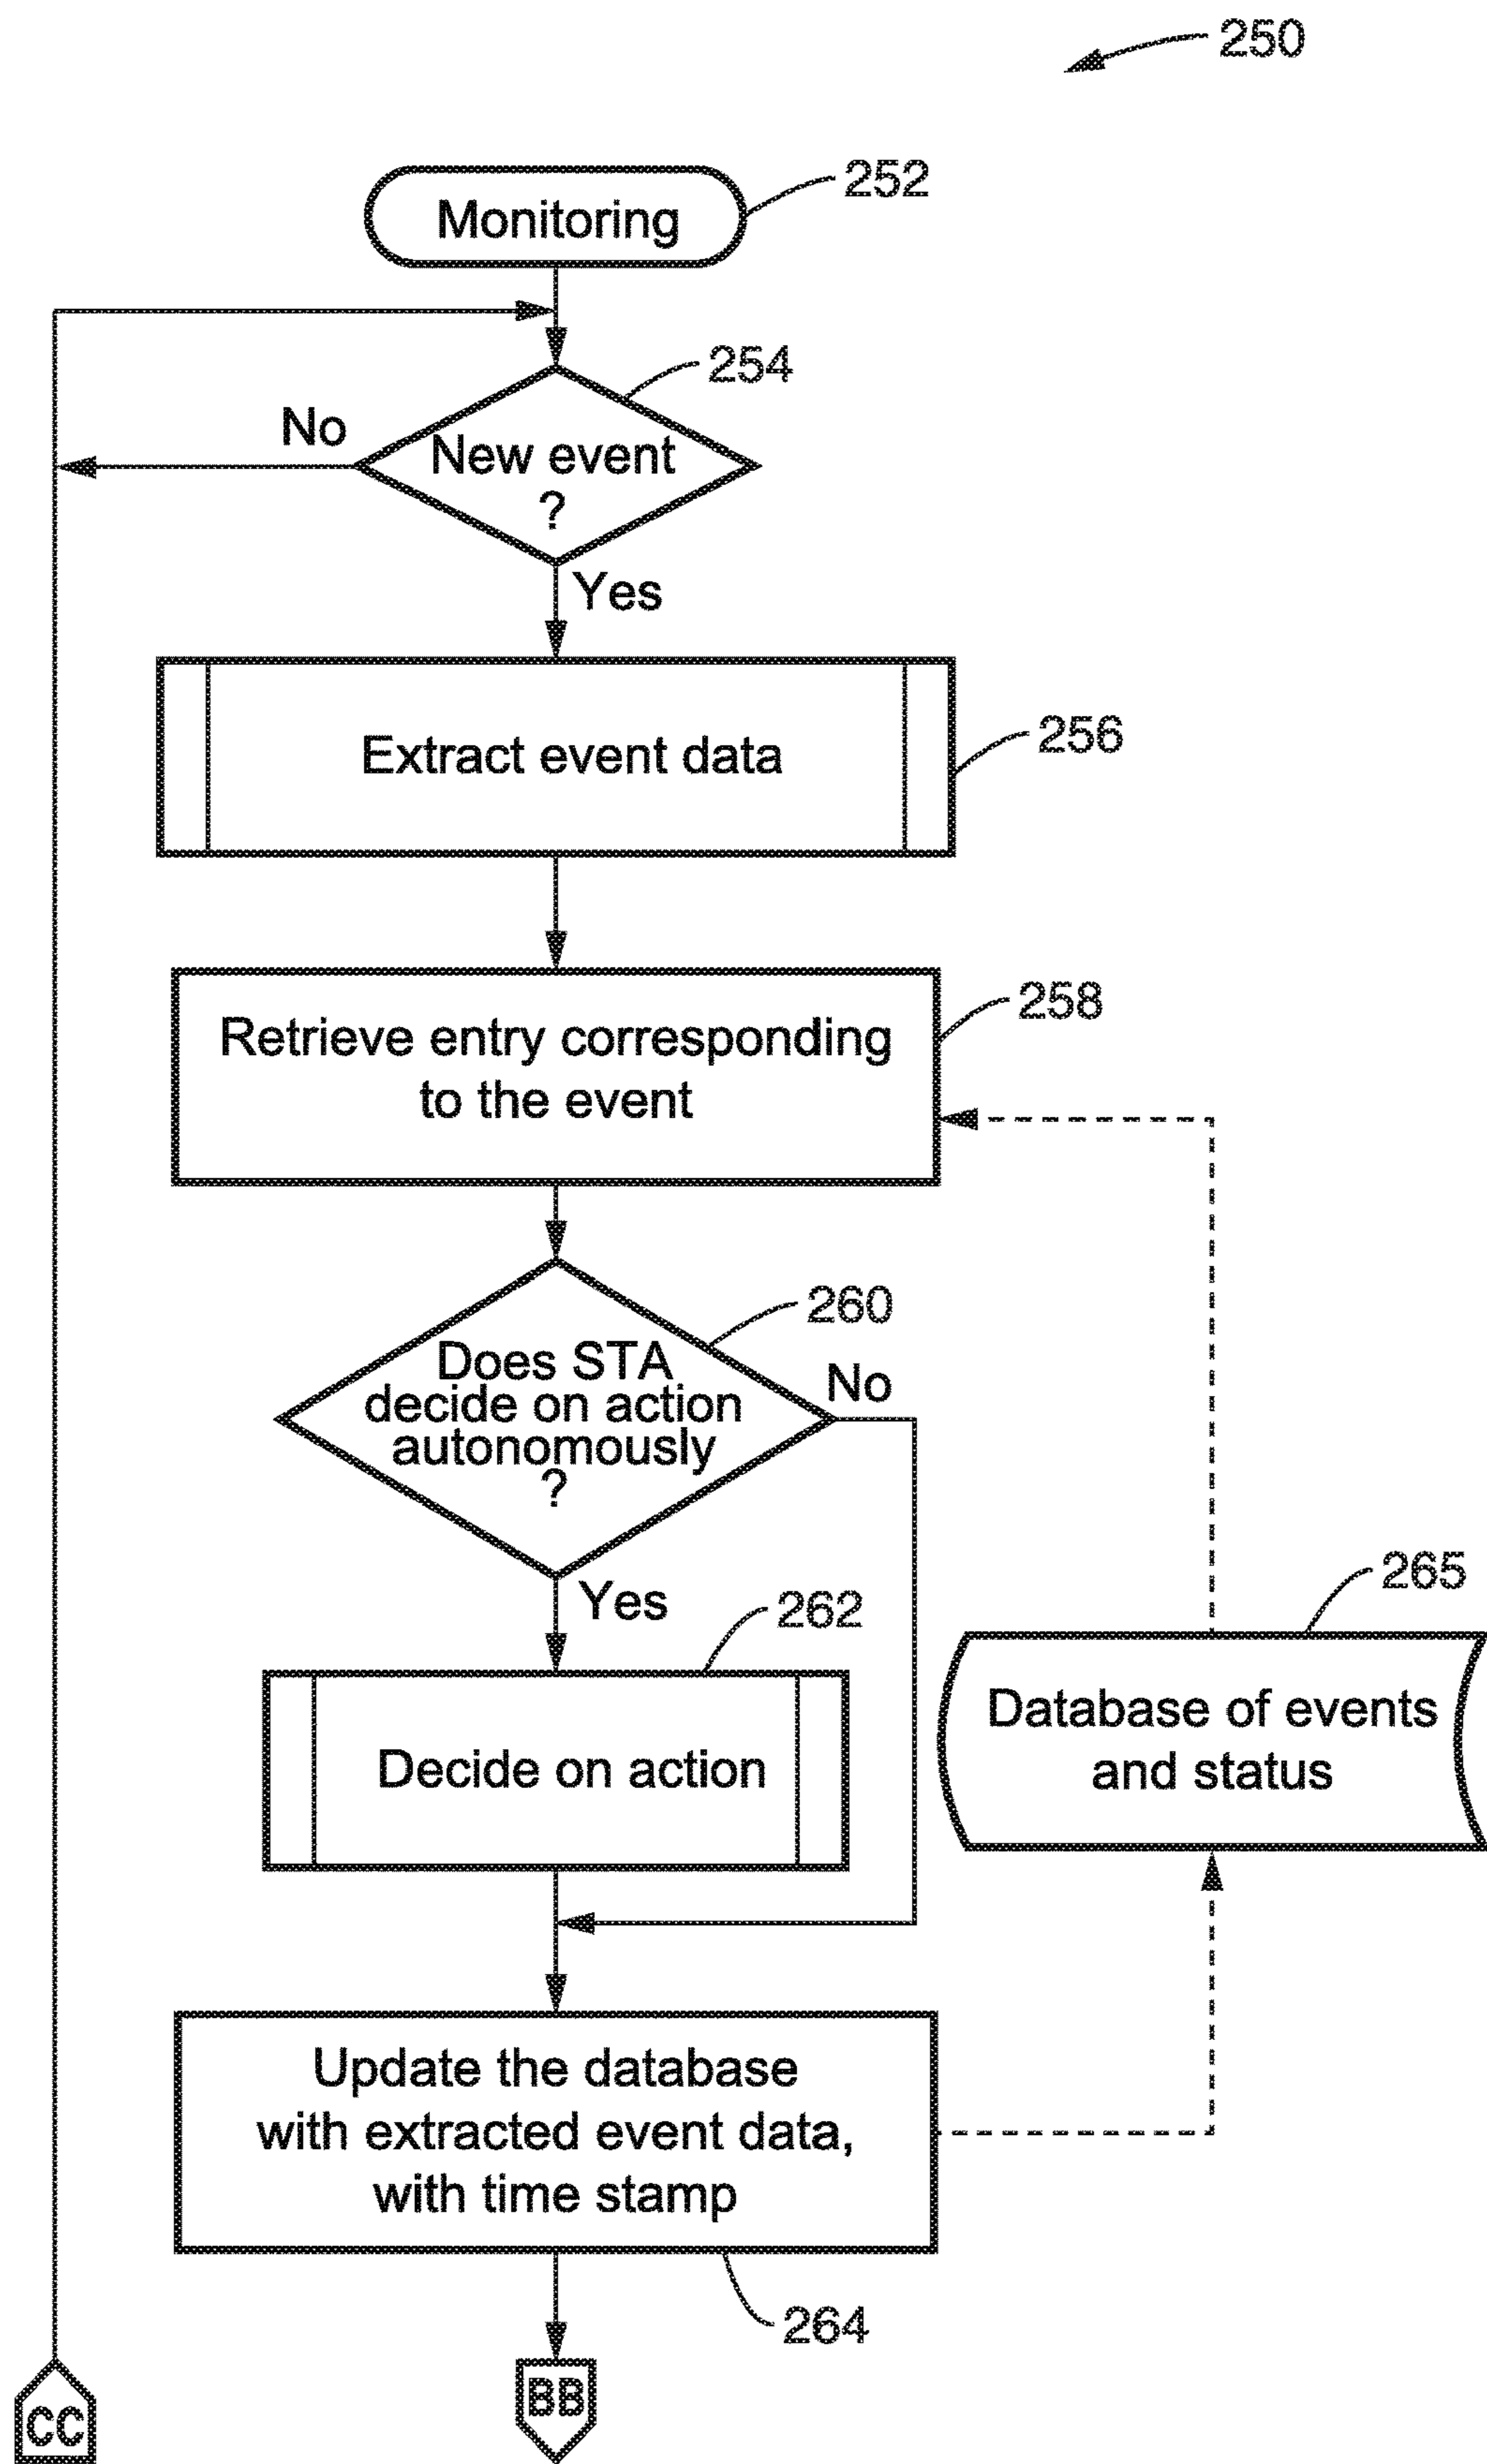 250
252
Monitoring
254
No
New event
?
Yes
256
Extract event data
258
Retrieve entry corresponding
to the event
260
Does STA
decide on action
autonomously
?
No
Yes
262
265
Decide on action
Database of events
and status
Update the database
with extracted event data,
with time stamp
264
CC
BB